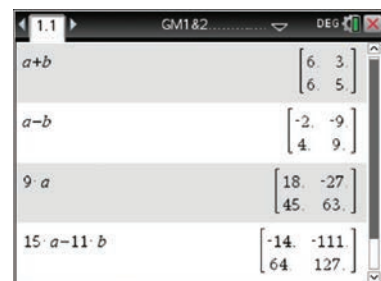 1.1 GM1&2 DEG
a+b [6. 3.
6. 5.]
a−b [-2. -9.
4. 9.]
9·a [18. -27.
45. 63.]
15·a−11·b [-14. -111.
64. 127.]